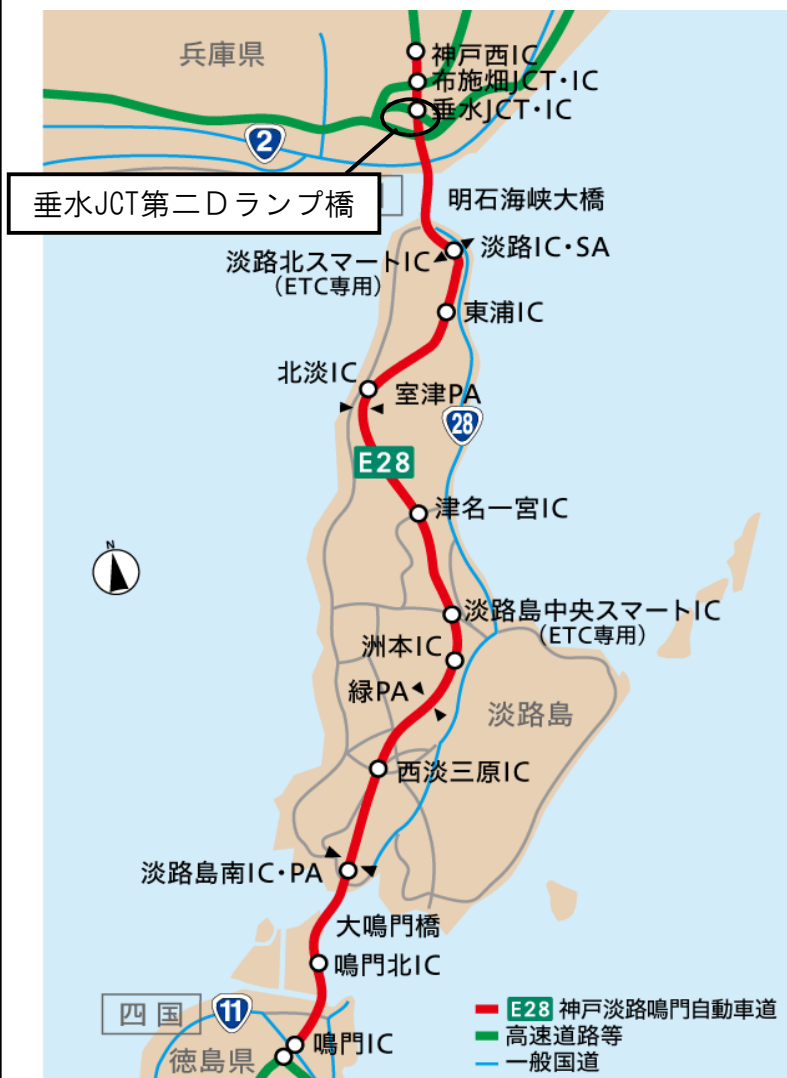 兵庫県
神戸西IC
布施畑JCT・IC
垂水JCT・IC
2
垂水JCT第二Dランプ橋
明石海峡大橋
淡路IC・SA
淡路北スマートIC
(ETC専用)
東浦IC
北淡IC
室津PA
28
E28
津名一宮IC
N
淡路島中央スマートIC
(ETC専用)
洲本IC
緑PA
淡路島
西淡三原IC
淡路島南IC・PA
大鳴門橋
鳴門北IC
四国
11
E28 神戸淡路鳴門自動車道
高速道路等
一般国道
鳴門IC
徳島県